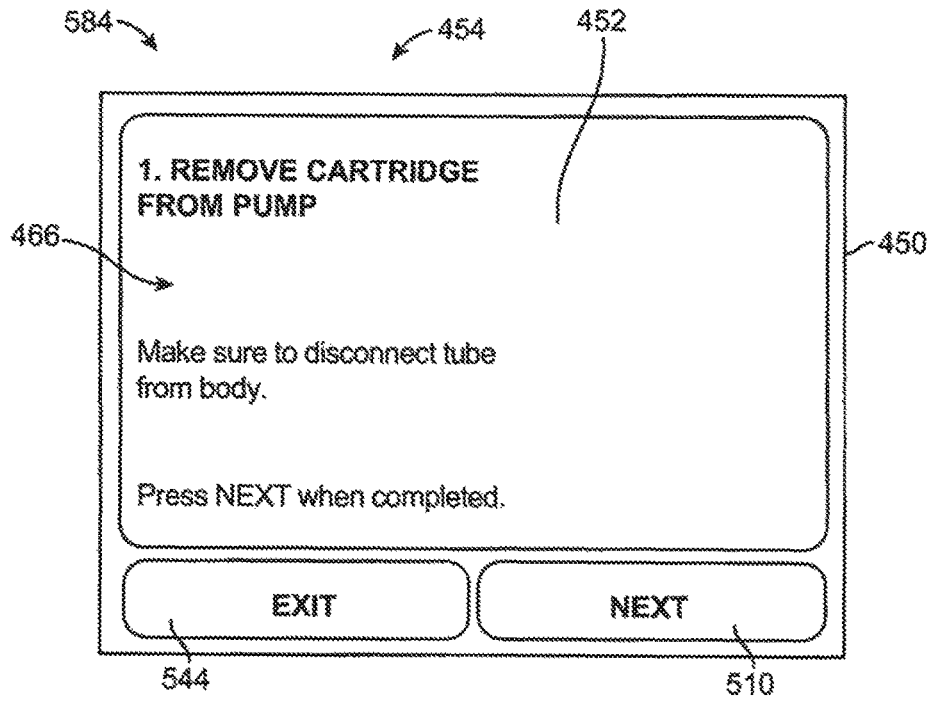 584
454
452
1. REMOVE CARTRIDGE
FROM PUMP
466
450
Make sure to disconnect tube
from body.
Press NEXT when completed.
EXIT
NEXT
544
510